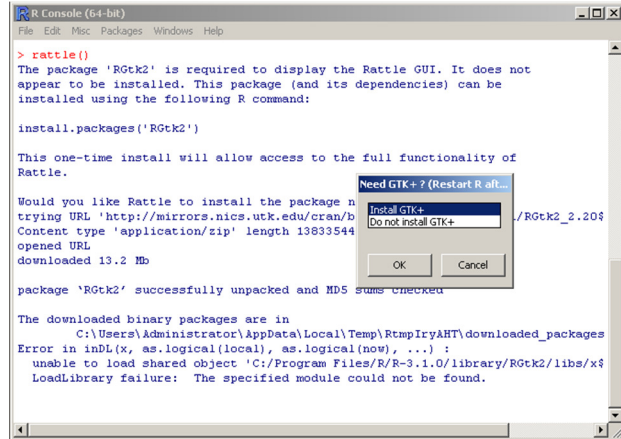 R Console (64-bit)
File Edit Misc Packages Windows Help
> rattle()
The package 'RGtk2' is required to display the Rattle GUI. It does not
appear to be installed. This package (and its dependencies) can be
installed using the following R command:
install.packages('RGtk2')
This one-time install will allow access to the full functionality of
Rattle.
Would you like Rattle to install the package n
trying URL 'http://mirrors.nics.utk.edu/cran/b
/RGtk2_2.20$
Content type 'application/zip' length 13833544
opened URL
downloaded 13.2 Mb
package ‘RGtk2’ successfully unpacked and MD5 sums checked
The downloaded binary packages are in
C:\Users\Administrator\AppData\Local\Temp\RtmpIryAHT\downloaded_packages
Error in inDL(x, as.logical(local), as.logical(now), ...) :
unable to load shared object 'C:/Program Files/R/R-3.1.0/library/RGtk2/libs/x$
LoadLibrary failure: The specified module could not be found.
Need GTK+ ? (Restart R aft...
Install GTK+
Do not install GTK+
OK Cancel